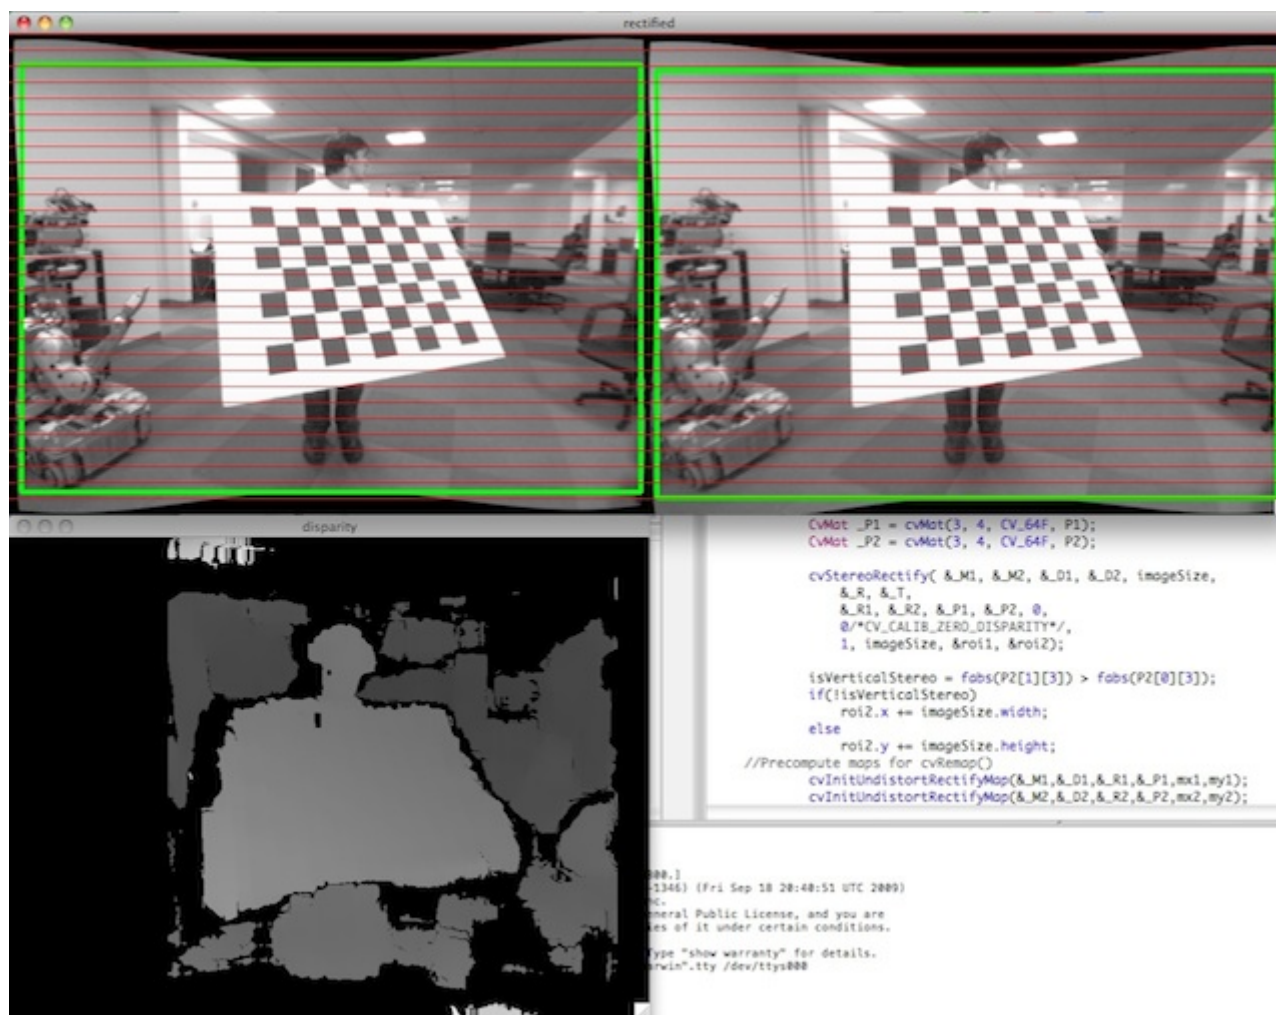 rectified
disparity
CvMat _P1 = cvMat(3, 4, CV_64F, P1);
CvMat _P2 = cvMat(3, 4, CV_64F, P2);
cvStereoRectify( &_M1, &_M2, &_D1, &_D2, imageSize,
&_R, &_T,
&_R1, &_R2, &_P1, &_P2, 0,
0/*CV_CALIB_ZERO_DISPARITY*/,
1, imageSize, &roi1, &roi2);
isVerticalStereo = fabs(P2[1][3]) > fabs(P2[0][3]);
if(!isVerticalStereo)
roi2.x += imageSize.width;
else
roi2.y += imageSize.height;
//Precompute maps for cvRemap()
cvInitUndistortRectifyMap(&_M1,&_D1,&_R1,&_P1,mx1,my1);
cvInitUndistortRectifyMap(&_M2,&_D2,&_R2,&_P2,mx2,my2);
000.]
-1346) (Fri Sep 18 20:40:51 UTC 2009)
nc.
neral Public License, and you are
ies of it under certain conditions.
Type "show warranty" for details.
arwin".tty /dev/ttys000